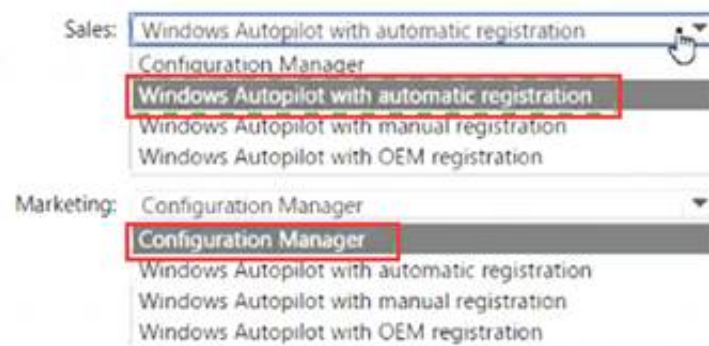 Sales: Windows Autopilot with automatic registration
Configuration Manager
Windows Autopilot with automatic registration
Windows Autopilot with manual registration
Windows Autopilot with OEM registration
Marketing: Configuration Manager
Configuration Manager
Windows Autopilot with automatic registration
Windows Autopilot with manual registration
Windows Autopilot with OEM registration